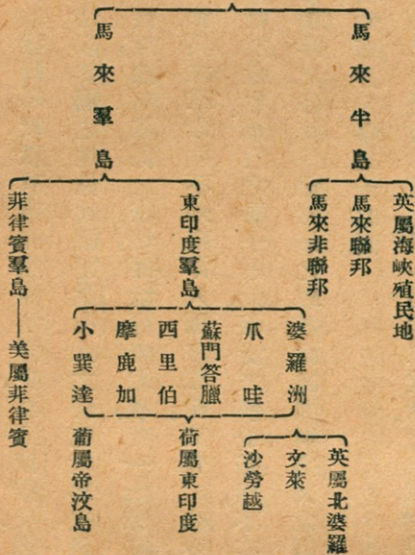 馬來半島
英屬海峽殖民地
馬來聯邦
馬來非聯邦
馬來羣島
東印度羣島
婆羅洲
英屬北婆羅
文萊
沙勞越
爪哇
蘇門答臘
西里伯
摩鹿加
小巽達
荷屬東印度
葡屬帝汶島
菲律賓羣島——美屬菲律賓